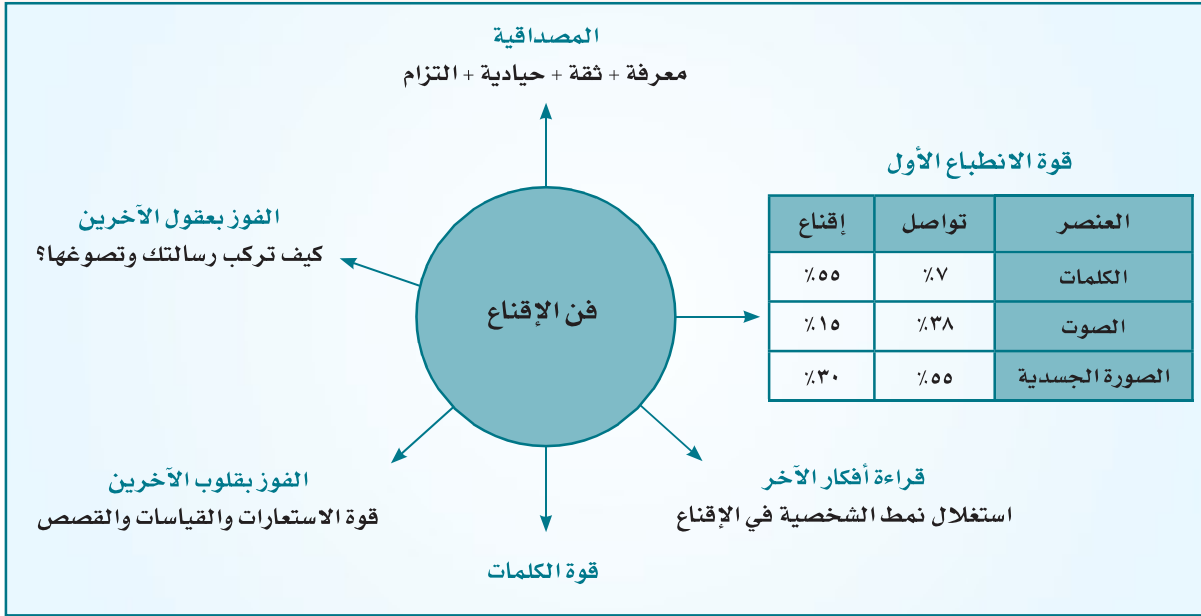 المصداقية
معرفة + ثقة + حيادية + التزام
قوة الانطباع الأول
العنصر تواصل إقناع
الكلمات ٧٪ ٥٥٪
الصوت ٣٨٪ ١٥٪
الصورة الجسدية ٥٥٪ ٣٠٪
الفوز بعقول الآخرين
كيف تركب رسالتك وتصوغها؟
فن الإقناع
قراءة أفكار الآخر
استغلال نمط الشخصية في الإقناع
الفوز بقلوب الآخرين
قوة الاستعارات والقياسات والقصص
قوة الكلمات